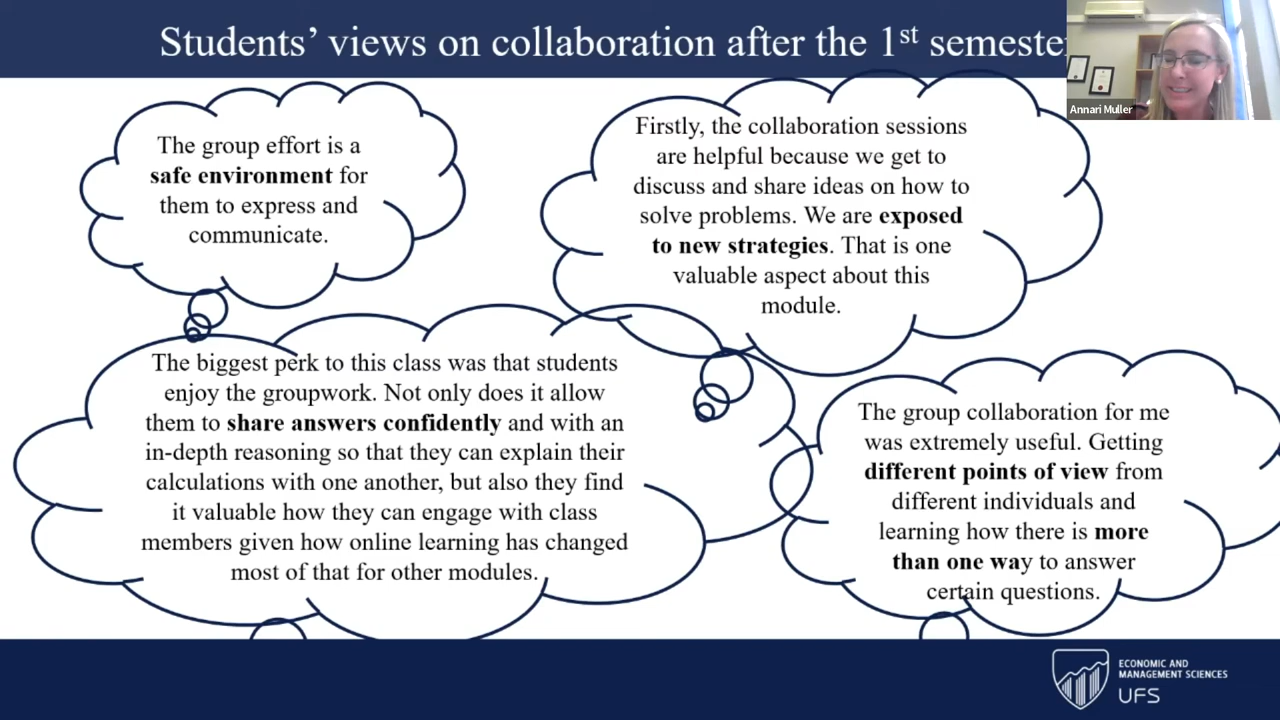 Students’ views on collaboration after the 1st semeste
Annari Muller
The group effort is a
safe environment for
them to express and
communicate.
Firstly, the collaboration sessions
are helpful because we get to
discuss and share ideas on how to
solve problems. We are exposed
to new strategies. That is one
valuable aspect about this
module.
The biggest perk to this class was that students
enjoy the groupwork. Not only does it allow
them to share answers confidently and with an
in-depth reasoning so that they can explain their
calculations with one another, but also they find
it valuable how they can engage with class
members given how online learning has changed
most of that for other modules.
The group collaboration for me
was extremely useful. Getting
different points of view from
different individuals and
learning how there is more
than one way to answer
certain questions.
ECONOMIC AND
MANAGEMENT SCIENCES
UFS